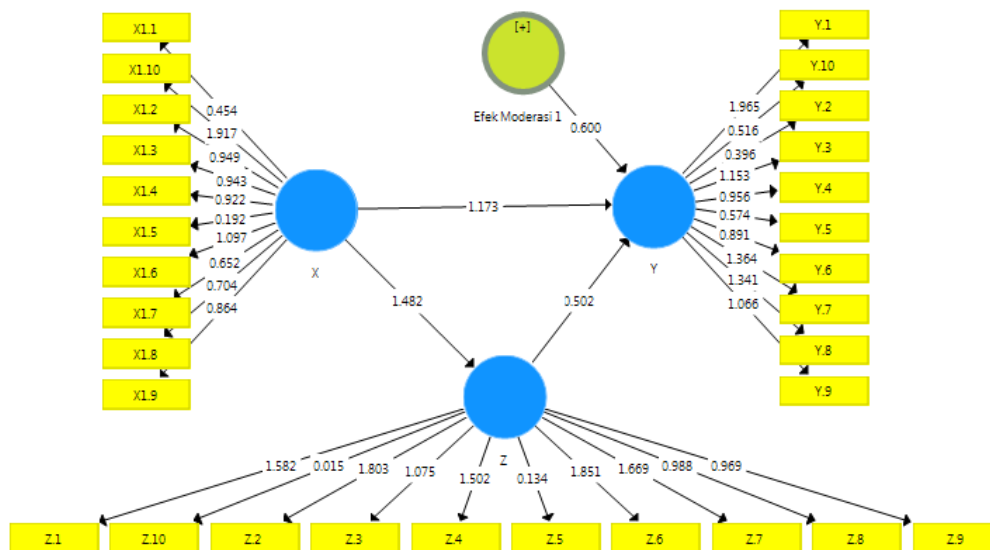 X1.1
X1.10
X1.2
X1.3
X1.4
X1.5
X1.6
X1.7
X1.8
X1.9
0.454
1.917
0.949
0.943
0.922
0.192
1.097
0.652
0.704
0.864
X
[+]
Efek Moderasi 1
0.600
1.173
1.482
0.502
Y
Y.1
Y.10
Y.2
Y.3
Y.4
Y.5
Y.6
Y.7
Y.8
Y.9
1.965
0.516
0.396
1.153
0.956
0.574
0.891
1.364
1.341
1.066
Z
1.582 0.015 1.803 1.075 1.502 0.134 1.851 1.669 0.988 0.969
Z.1 Z.10 Z.2 Z.3 Z.4 Z.5 Z.6 Z.7 Z.8 Z.9